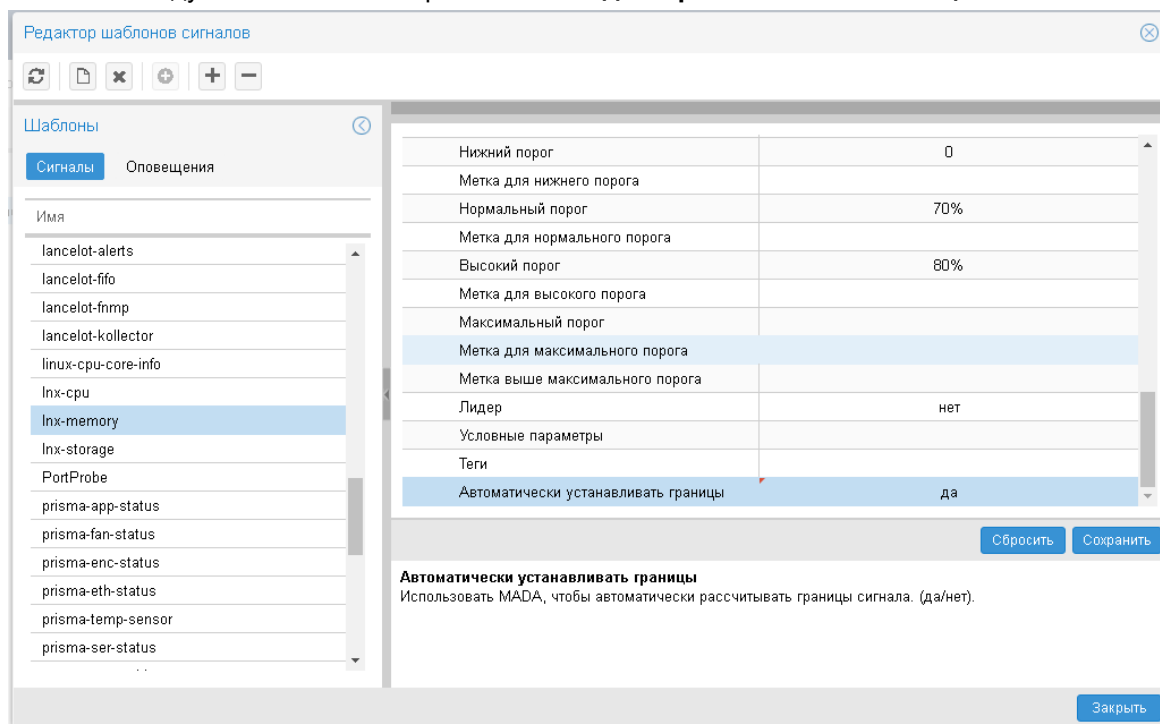 Редактор шаблонов сигналов
Шаблоны
Сигналы Оповещения
Имя
lancelot-alerts
lancelot-fifo
lancelot-fnmp
lancelot-kollector
linux-cpu-core-info
lnx-cpu
lnx-memory
lnx-storage
PortProbe
prisma-app-status
prisma-fan-status
prisma-enc-status
prisma-eth-status
prisma-temp-sensor
prisma-ser-status
Нижний порог 0
Метка для нижнего порога
Нормальный порог 70%
Метка для нормального порога
Высокий порог 80%
Метка для высокого порога
Максимальный порог
Метка для максимального порога
Метка выше максимального порога
Лидер нет
Условные параметры
Теги
Автоматически устанавливать границы да
Сбросить Сохранить
Автоматически устанавливать границы
Использовать MADA, чтобы автоматически рассчитывать границы сигнала. (да/нет).
Закрыть